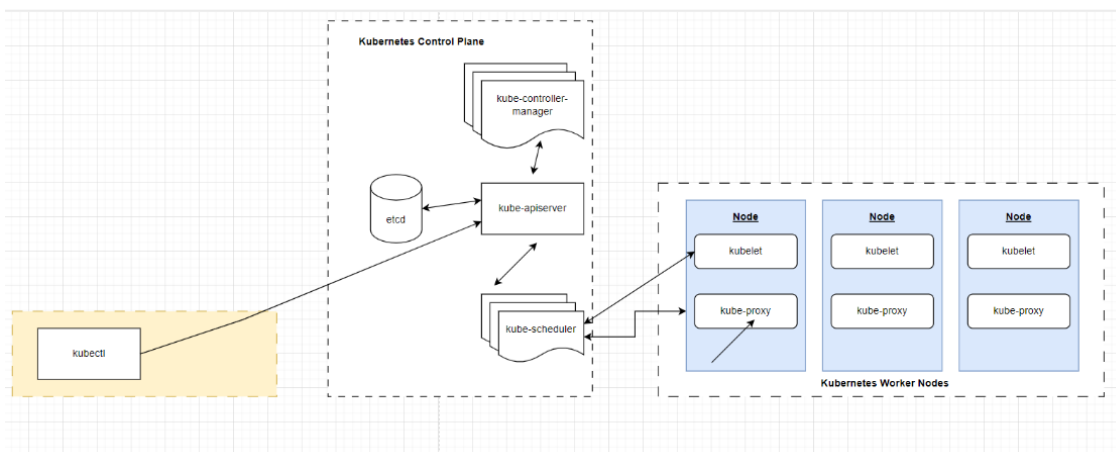 Kubernetes Control Plane
kube-controller-
manager
etcd
kube-apiserver
kube-scheduler
kubectl
Node
Node
Node
kubelet
kubelet
kubelet
kube-proxy
kube-proxy
kube-proxy
Kubernetes Worker Nodes